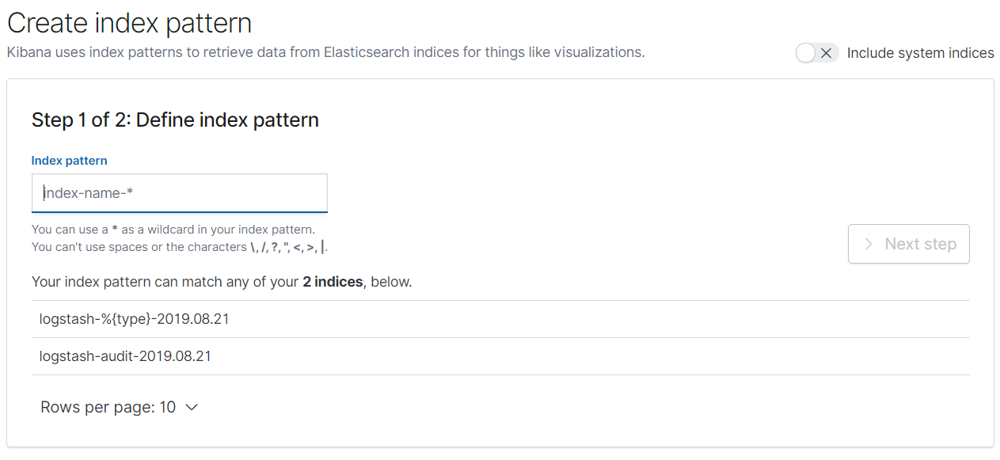 Create index pattern
Kibana uses index patterns to retrieve data from Elasticsearch indices for things like visualizations.
Include system indices
Step 1 of 2: Define index pattern
Index pattern
index-name-*
You can use a * as a wildcard in your index pattern.
You can't use spaces or the characters \, /, ?, ", <, >, |.
Next step
Your index pattern can match any of your 2 indices, below.
logstash-%{type}-2019.08.21
logstash-audit-2019.08.21
Rows per page: 10